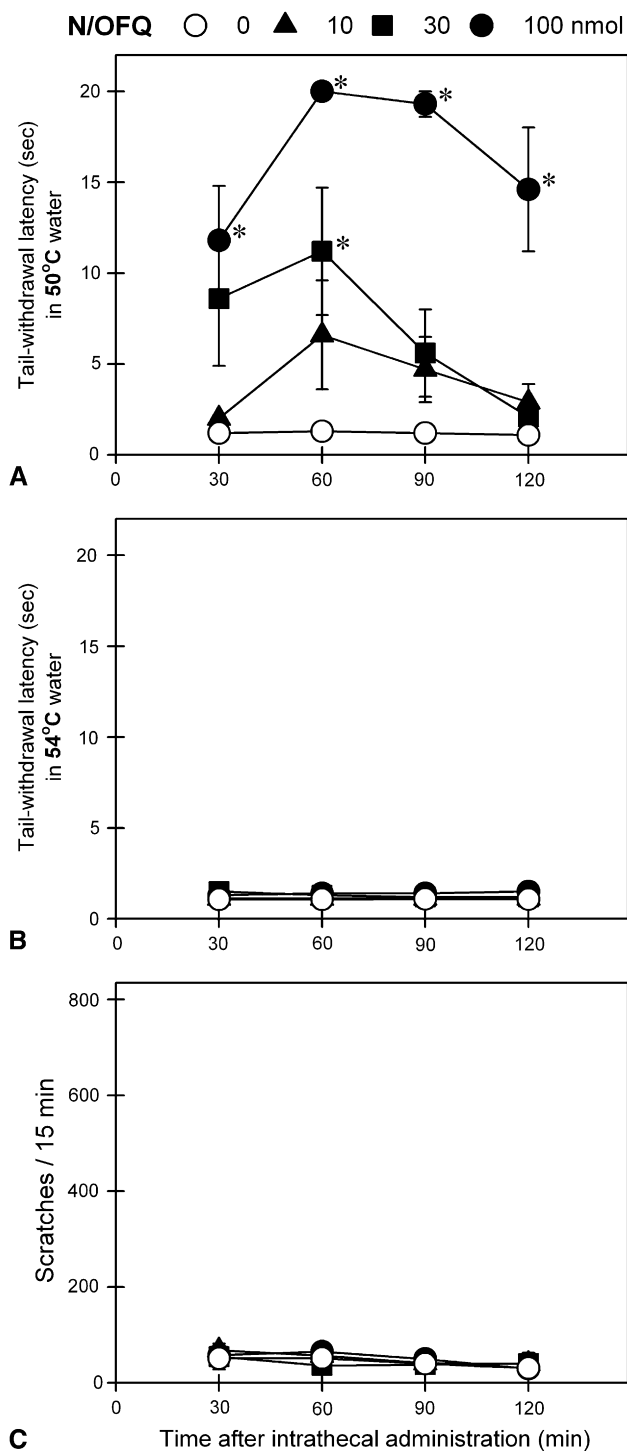 N/OFQ 0 10 30 100 nmol
20
15
10
5
0
Tail-withdrawal latency (sec)
in 50°C water
* * * * *
A
0 30 60 90 120
20
15
10
5
0
Tail-withdrawal latency (sec)
in 54°C water
B
0 30 60 90 120
800
600
400
200
0
Scratches / 15 min
0 30 60 90 120
C
Time after intrathecal administration (min)